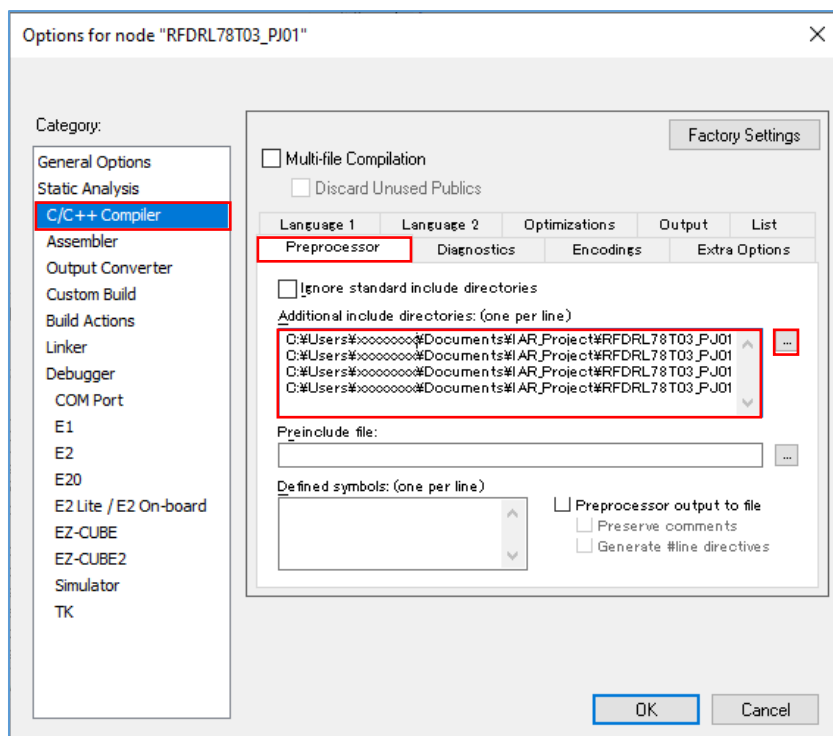 Options for node "RFDRL78T03_PJ01"
Category:
General Options
Static Analysis
C/C++ Compiler
Assembler
Output Converter
Custom Build
Build Actions
Linker
Debugger
COM Port
E1
E2
E20
E2 Lite / E2 On-board
EZ-CUBE
EZ-CUBE2
Simulator
TK
Factory Settings
Multi-file Compilation
Discard Unused Publics
Language 1 Language 2 Optimizations Output List
Preprocessor Diagnostics Encodings Extra Options
Ignore standard include directories
Additional include directories: (one per line)
C:¥Users¥xxxxxxxx¥Documents¥IAR_Project¥RFDRL78T03_PJ01
C:¥Users¥xxxxxxxx¥Documents¥IAR_Project¥RFDRL78T03_PJ01
C:¥Users¥xxxxxxxx¥Documents¥IAR_Project¥RFDRL78T03_PJ01
C:¥Users¥xxxxxxxx¥Documents¥IAR_Project¥RFDRL78T03_PJ01
...
Preinclude file:
...
Defined symbols: (one per line)
Preprocessor output to file
Preserve comments
Generate #line directives
OK Cancel